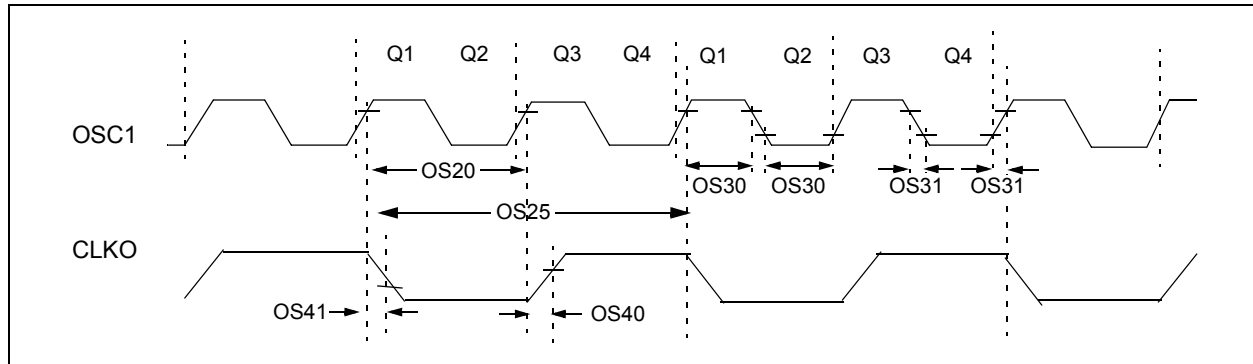 Q1 Q2 Q3 Q4 Q1 Q2 Q3 Q4
OSC1
OS20
OS30 OS30
OS31 OS31
OS25
CLKO
OS41
OS40